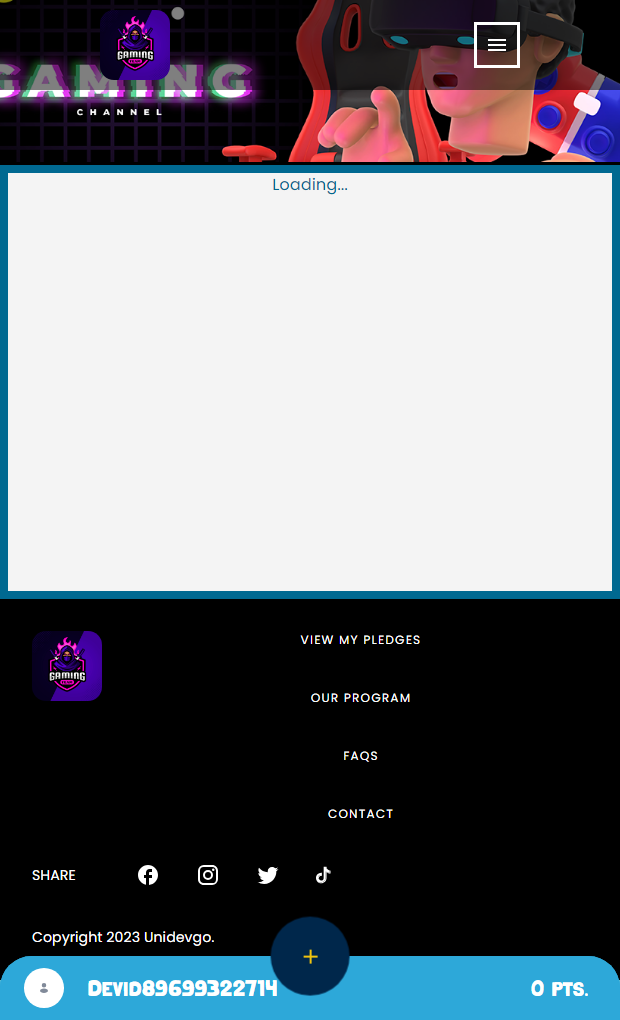 GAMING
GAMING
CHANNEL
Loading...
GAMING
VIEW MY PLEDGES
OUR PROGRAM
FAQS
CONTACT
SHARE
Copyright 2023 Unidevgo.
+
Devid89699322714
0 PTS.